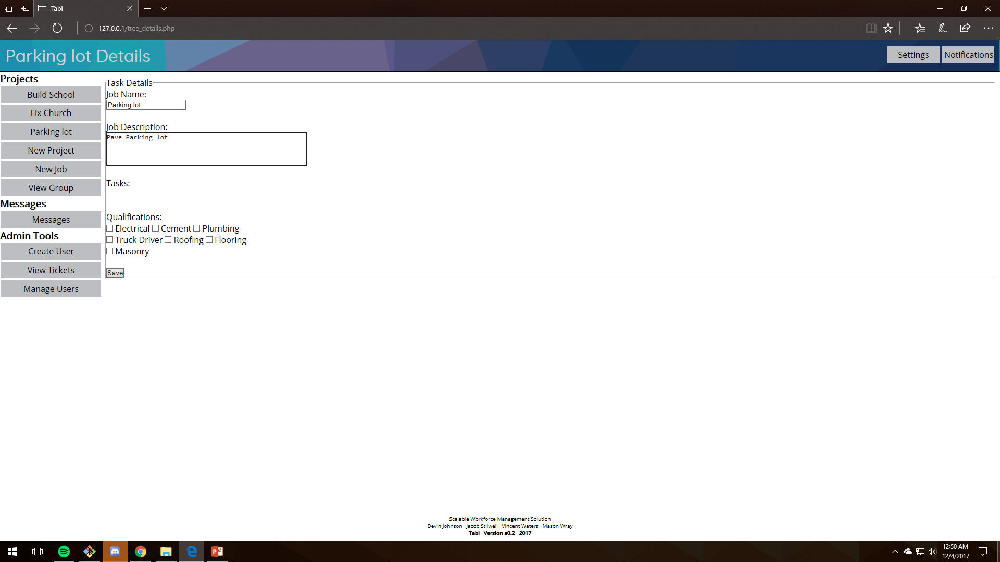 Tabl
127.0.0.1/tree_details.php
Parking lot Details
Settings
Notifications
Projects
Build School
Fix Church
Parking lot
New Project
New Job
View Group
Messages
Messages
Admin Tools
Create User
View Tickets
Manage Users
Task Details
Job Name:
Parking lot
Job Description:
Pave Parking lot
Tasks:
Qualifications:
Electrical Cement Plumbing
Truck Driver Roofing Flooring
Masonry
Save
Scalable Workforce Management Solution
Devin Johnson · Jacob Stilwell · Vincent Waters · Mason Wray
Tabl · Version a0.2 · 2017
12:50 AM
12/4/2017